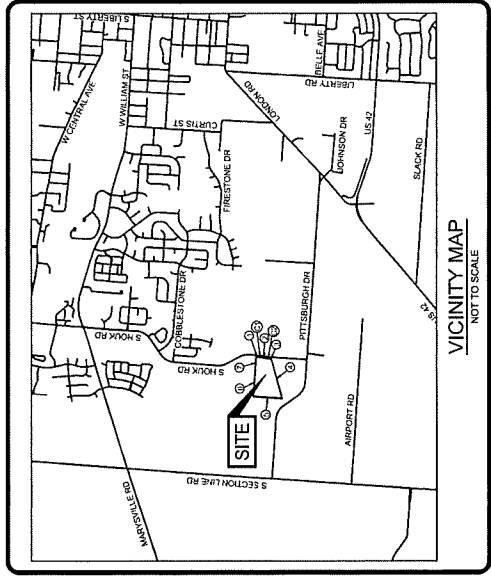 S LIBERTY ST
W CENTRAL AVE
W WILLIAM ST
CURTIS ST
LONDON RD
BELLE AVE
LIBERTY RD
FIRESTONE DR
JOHNSON DR
US 42
SLACK RD
COBBLESTONE DR
S HOUK RD
S HOUK RD
PITTSBURGH DR
US 42
SITE
AIRPORT RD
MARYSVILLE RD
S SECTION LINE RD
VICINITY MAP
NOT TO SCALE